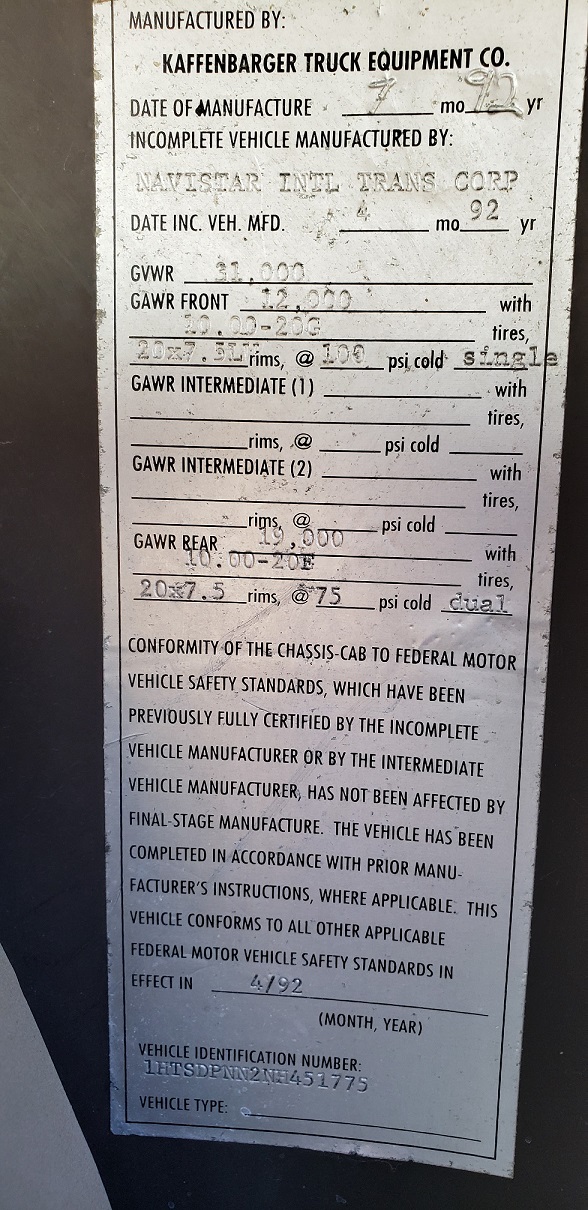 MANUFACTURED BY:
KAFFENBARGER TRUCK EQUIPMENT CO.
DATE OF MANUFACTURE 7 mo 92 yr
INCOMPLETE VEHICLE MANUFACTURED BY:
NAVISTAR INTL TRANS CORP
DATE INC. VEH. MFD. 4 mo 92 yr
GVWR 31,000
GAWR FRONT 12,000 with
10.00-20G tires,
20x7.5 rims, @ 100 psi cold single
GAWR INTERMEDIATE (1) with
tires,
rims, @ psi cold
GAWR INTERMEDIATE (2) with
tires,
rims, @ psi cold
GAWR REAR 19,000 with
10.00-20F tires,
20x7.5 rims, @ 75 psi cold dual
CONFORMITY OF THE CHASSIS-CAB TO FEDERAL MOTOR
VEHICLE SAFETY STANDARDS, WHICH HAVE BEEN
PREVIOUSLY FULLY CERTIFIED BY THE INCOMPLETE
VEHICLE MANUFACTURER OR BY THE INTERMEDIATE
VEHICLE MANUFACTURER, HAS NOT BEEN AFFECTED BY
FINAL-STAGE MANUFACTURE. THE VEHICLE HAS BEEN
COMPLETED IN ACCORDANCE WITH PRIOR MANU-
FACTURER'S INSTRUCTIONS, WHERE APPLICABLE. THIS
VEHICLE CONFORMS TO ALL OTHER APPLICABLE
FEDERAL MOTOR VEHICLE SAFETY STANDARDS IN
EFFECT IN 4/92
(MONTH, YEAR)
VEHICLE IDENTIFICATION NUMBER:
1HTSDPNN2NH451775
VEHICLE TYPE: